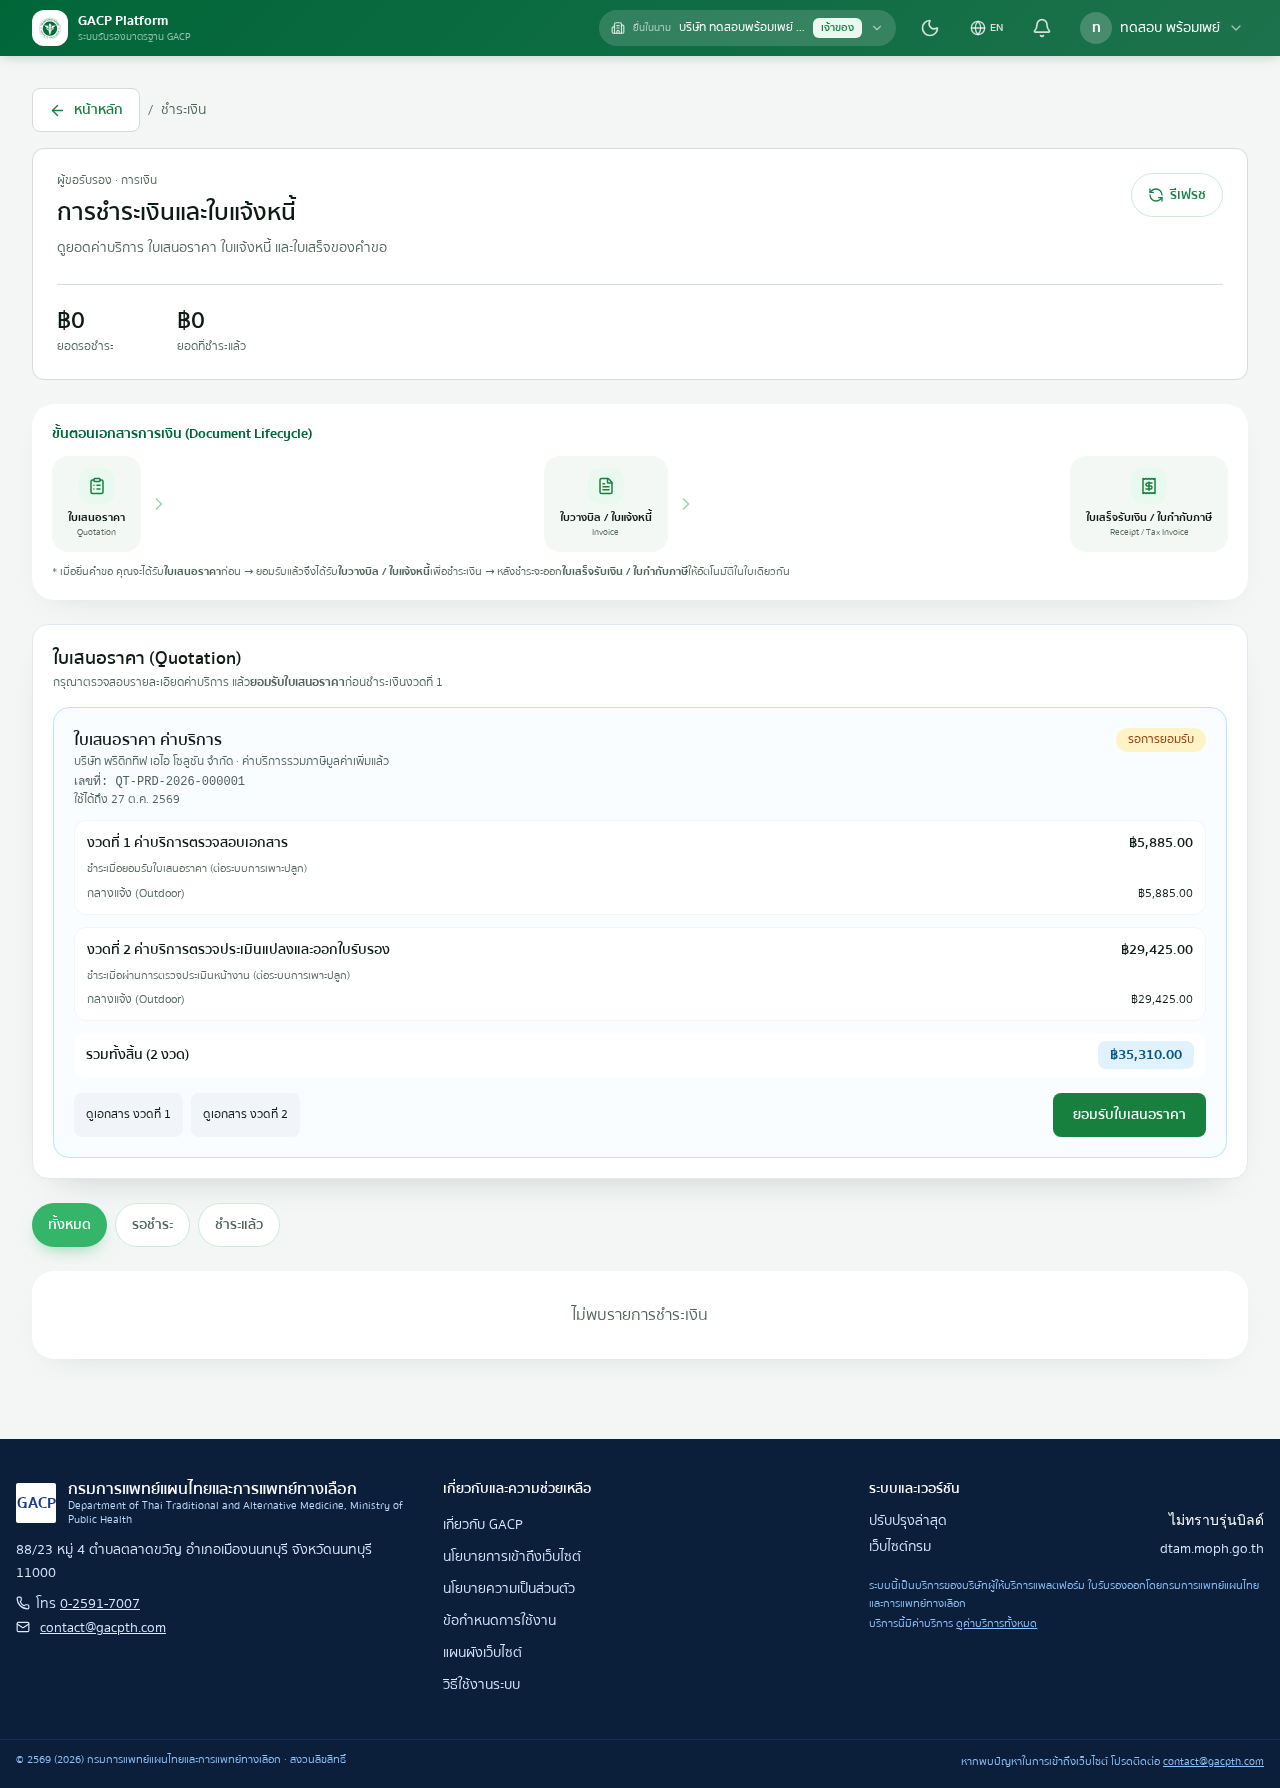 GACP Platform
ระบบรับรองมาตรฐาน GACP
ยื่นในนาม บริษัท ทดสอบพร้อมเพย์ ... เจ้าของ
EN
ท ทดสอบ พร้อมเพย์
หน้าหลัก / ชำระเงิน
ผู้ขอรับรอง · การเงิน
การชำระเงินและใบแจ้งหนี้
รีเฟรช
ดูยอดค่าบริการ ใบเสนอราคา ใบแจ้งหนี้ และใบเสร็จของคำขอ
฿0 ฿0
ยอดรอชำระ ยอดที่ชำระแล้ว
ขั้นตอนเอกสารการเงิน (Document Lifecycle)
ใบเสนอราคา ใบวางบิล / ใบแจ้งหนี้ ใบเสร็จรับเงิน / ใบกำกับภาษี
Quotation Invoice Receipt / Tax Invoice
* เมื่อยื่นคำขอ คุณจะได้รับใบเสนอราคาก่อน → ยอมรับแล้วจึงได้รับใบวางบิล / ใบแจ้งหนี้เพื่อชำระเงิน → หลังชำระจะออกใบเสร็จรับเงิน / ใบกำกับภาษีให้อัตโนมัติในใบเดียวกัน
ใบเสนอราคา (Quotation)
กรุณาตรวจสอบรายละเอียดค่าบริการ แล้วยอมรับใบเสนอราคาก่อนชำระเงินงวดที่ 1
ใบเสนอราคา ค่าบริการ
รอการยอมรับ
บริษัท พรีดิกทิฟ เอไอ โซลูชัน จำกัด · ค่าบริการรวมภาษีมูลค่าเพิ่มแล้ว
เลขที่: QT-PRD-2026-000001
ใช้ได้ถึง 27 ต.ค. 2569
งวดที่ 1 ค่าบริการตรวจสอบเอกสาร ฿5,885.00
ชำระเมื่อยอมรับใบเสนอราคา (ต่อระบบการเพาะปลูก)
กลางแจ้ง (Outdoor) ฿5,885.00
งวดที่ 2 ค่าบริการตรวจประเมินแปลงและออกใบรับรอง ฿29,425.00
ชำระเมื่อผ่านการตรวจประเมินหน้างาน (ต่อระบบการเพาะปลูก)
กลางแจ้ง (Outdoor) ฿29,425.00
รวมทั้งสิ้น (2 งวด) ฿35,310.00
ดูเอกสาร งวดที่ 1 ดูเอกสาร งวดที่ 2 ยอมรับใบเสนอราคา
ทั้งหมด รอชำระ ชำระแล้ว
ไม่พบรายการชำระเงิน
GACP
กรมการแพทย์แผนไทยและการแพทย์ทางเลือก
Department of Thai Traditional and Alternative Medicine, Ministry of
Public Health
88/23 หมู่ 4 ตำบลตลาดขวัญ อำเภอเมืองนนทบุรี จังหวัดนนทบุรี
11000
โทร 0-2591-7007
contact@gacpth.com
เกี่ยวกับและความช่วยเหลือ
เกี่ยวกับ GACP
นโยบายการเข้าถึงเว็บไซต์
นโยบายความเป็นส่วนตัว
ข้อกำหนดการใช้งาน
แผนผังเว็บไซต์
วิธีใช้งานระบบ
ระบบและเวอร์ชัน
ปรับปรุงล่าสุด ไม่ทราบรุ่นบิลด์
เว็บไซต์กรม dtam.moph.go.th
ระบบนี้เป็นบริการของบริษัทผู้ให้บริการแพลตฟอร์ม ใบรับรองออกโดยกรมการแพทย์แผนไทย
และการแพทย์ทางเลือก
บริการนี้มีค่าบริการ ดูค่าบริการทั้งหมด
© 2569 (2026) กรมการแพทย์แผนไทยและการแพทย์ทางเลือก · สงวนลิขสิทธิ์
หากพบปัญหาในการเข้าถึงเว็บไซต์ โปรดติดต่อ contact@gacpth.com